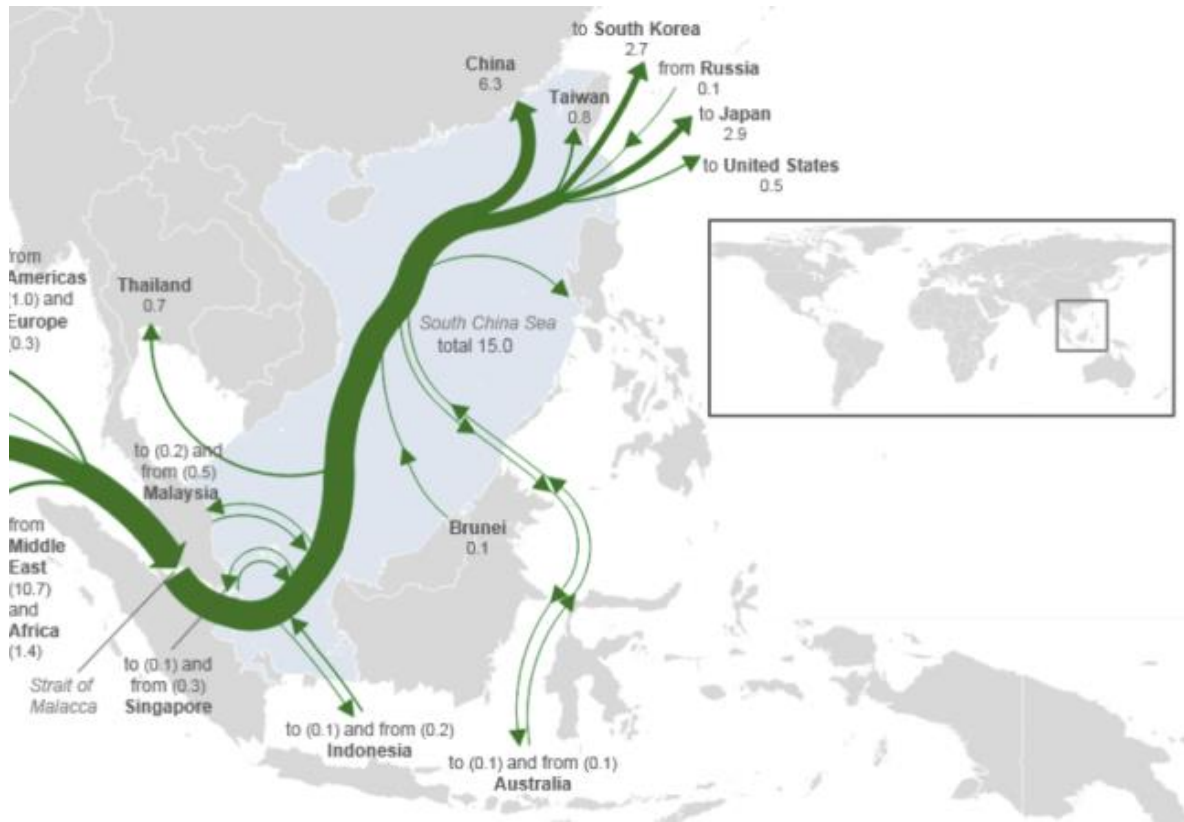 to South Korea
2.7
from Russia
0.1
China
6.3
Taiwan
0.8
to Japan
2.9
to United States
0.5
from
Americas
(1.0) and
Europe
(0.3)
Thailand
0.7
South China Sea
total 15.0
to (0.2) and
from (0.5)
Malaysia
Brunei
0.1
from
Middle
East
(10.7)
and
Africa
(1.4)
Strait of
Malacca
to (0.1) and
from (0.3)
Singapore
to (0.1) and from (0.2)
Indonesia
to (0.1) and from (0.1)
Australia